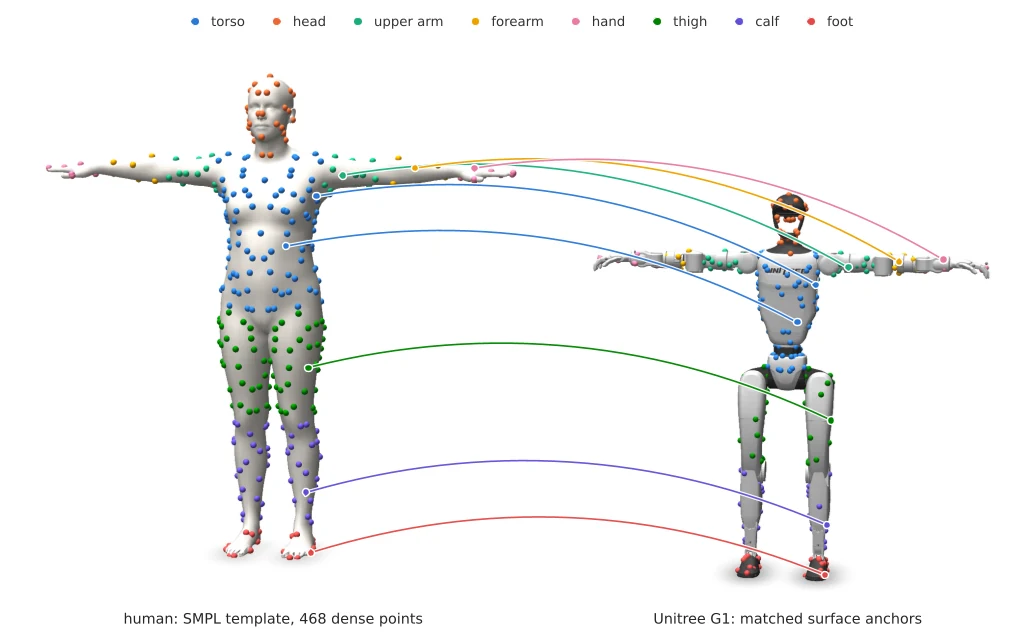 torso head upper arm forearm hand thigh calf foot
human: SMPL template, 468 dense points
Unitree G1: matched surface anchors